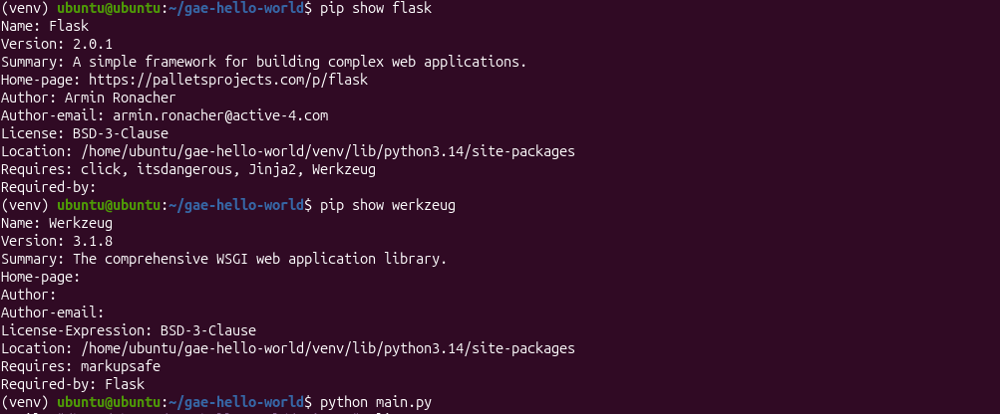 (venv) ubuntu@ubuntu:~/gae-hello-world$ pip show flask
Name: Flask
Version: 2.0.1
Summary: A simple framework for building complex web applications.
Home-page: https://palletsprojects.com/p/flask
Author: Armin Ronacher
Author-email: armin.ronacher@active-4.com
License: BSD-3-Clause
Location: /home/ubuntu/gae-hello-world/venv/lib/python3.14/site-packages
Requires: click, itsdangerous, Jinja2, Werkzeug
Required-by:
(venv) ubuntu@ubuntu:~/gae-hello-world$ pip show werkzeug
Name: Werkzeug
Version: 3.1.8
Summary: The comprehensive WSGI web application library.
Home-page:
Author:
Author-email:
License-Expression: BSD-3-Clause
Location: /home/ubuntu/gae-hello-world/venv/lib/python3.14/site-packages
Requires: markupsafe
Required-by: Flask
(venv) ubuntu@ubuntu:~/gae-hello-world$ python main.py